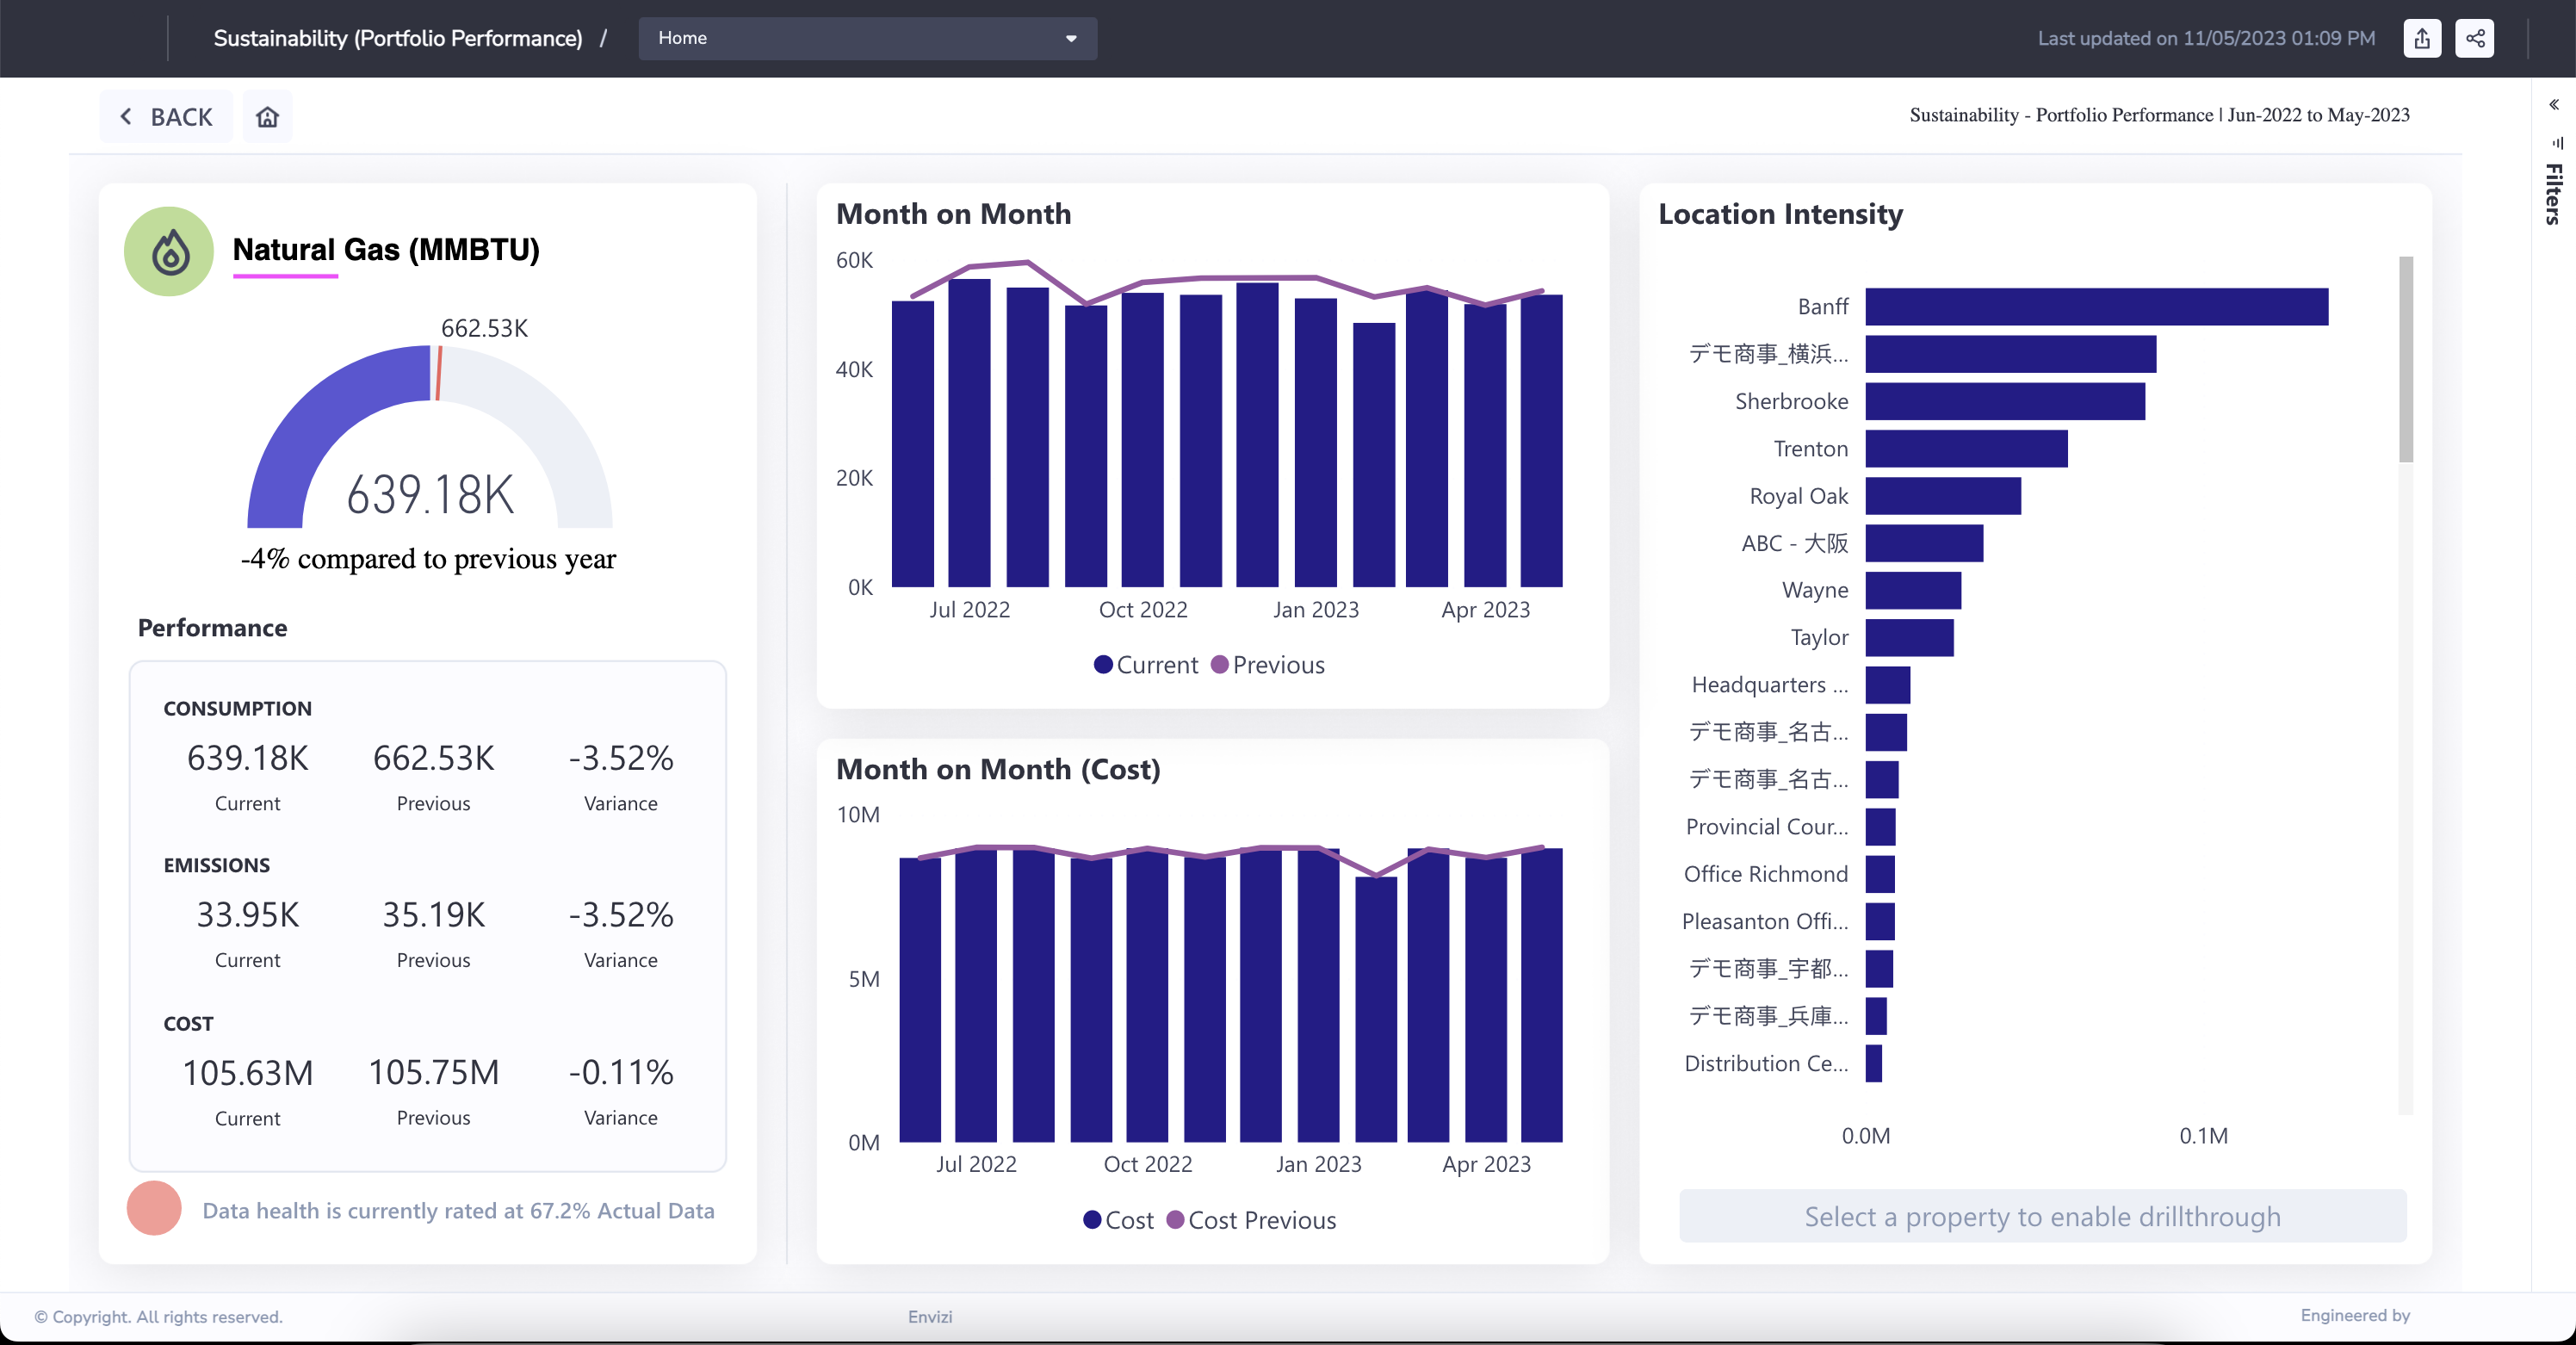 Sustainability (Portfolio Performance) / Home
Last updated on 11/05/2023 01:09 PM
BACK
Sustainability - Portfolio Performance | Jun-2022 to May-2023
Filters
Natural Gas (MMBTU)
662.53K
639.18K
-4% compared to previous year
Performance
CONSUMPTION
639.18K 662.53K -3.52%
Current Previous Variance
EMISSIONS
33.95K 35.19K -3.52%
Current Previous Variance
COST
105.63M 105.75M -0.11%
Current Previous Variance
Data health is currently rated at 67.2% Actual Data
Month on Month
60K
40K
20K
0K
Jul 2022 Oct 2022 Jan 2023 Apr 2023
Current Previous
Month on Month (Cost)
10M
5M
0M
Jul 2022 Oct 2022 Jan 2023 Apr 2023
Cost Cost Previous
Location Intensity
Banff
デモ商事_横浜...
Sherbrooke
Trenton
Royal Oak
ABC - 大阪
Wayne
Taylor
Headquarters ...
デモ商事_名古...
デモ商事_名古...
Provincial Cour...
Office Richmond
Pleasanton Offi...
デモ商事_宇都...
デモ商事_兵庫...
Distribution Ce...
0.0M 0.1M
Select a property to enable drillthrough
© Copyright. All rights reserved.
Envizi
Engineered by